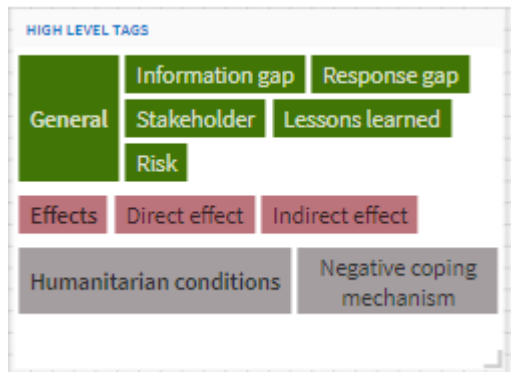 HIGH LEVEL TAGS
General
Information gap
Response gap
Stakeholder
Lessons learned
Risk
Effects
Direct effect
Indirect effect
Humanitarian conditions
Negative coping
mechanism